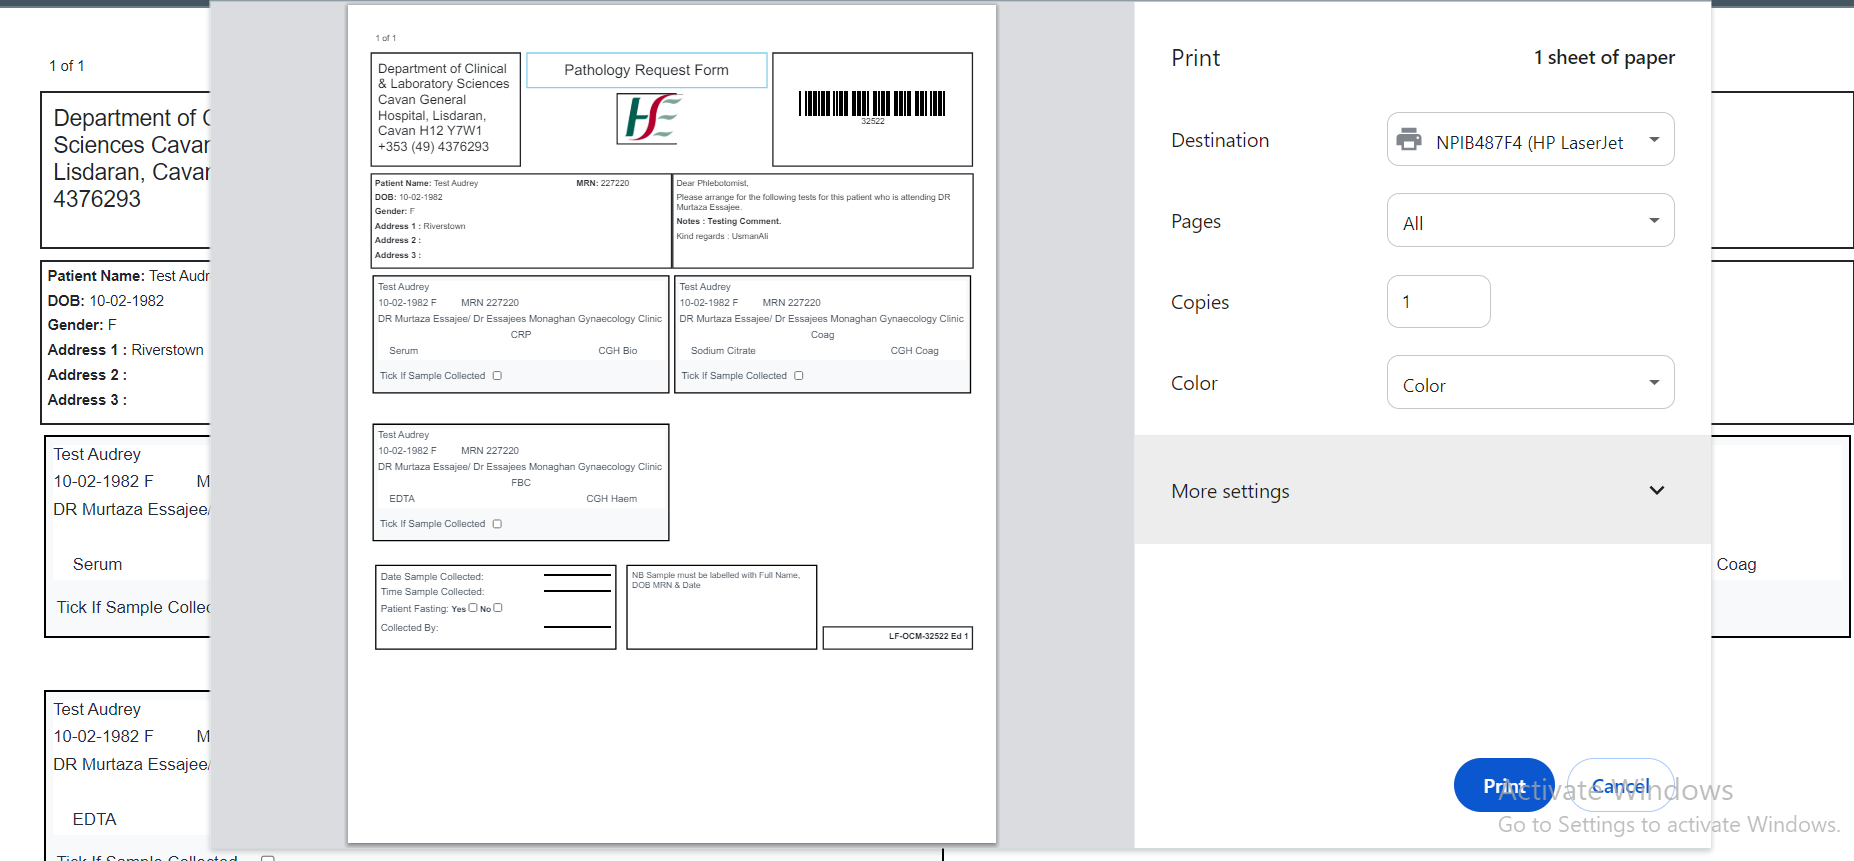 1 of 1
Department of C
Sciences Cavar
Lisdaran, Cavar
4376293
Patient Name: Test Audr
DOB: 10-02-1982
Gender: F
Address 1 : Riverstown
Address 2 :
Address 3 :
Test Audrey
10-02-1982 F M
DR Murtaza Essajee/
Serum
Tick If Sample Collec
Test Audrey
10-02-1982 F M
DR Murtaza Essajee/
EDTA
Tick If Sample Collected
1 of 1
Department of Clinical
& Laboratory Sciences
Cavan General
Hospital, Lisdaran,
Cavan H12 Y7W1
+353 (49) 4376293
Pathology Request Form
HSE
32522
Patient Name: Test Audrey MRN: 227220
DOB: 10-02-1982
Gender: F
Address 1 : Riverstown
Address 2 :
Address 3 :
Dear Phlebotomist,
Please arrange for the following tests for this patient who is attending DR
Murtaza Essajee.
Notes : Testing Comment.
Kind regards : UsmanAli
Test Audrey
10-02-1982 F MRN 227220
DR Murtaza Essajee/ Dr Essajees Monaghan Gynaecology Clinic
CRP
Serum CGH Bio
Tick If Sample Collected
Test Audrey
10-02-1982 F MRN 227220
DR Murtaza Essajee/ Dr Essajees Monaghan Gynaecology Clinic
Coag
Sodium Citrate CGH Coag
Tick If Sample Collected
Test Audrey
10-02-1982 F MRN 227220
DR Murtaza Essajee/ Dr Essajees Monaghan Gynaecology Clinic
FBC
EDTA CGH Haem
Tick If Sample Collected
Date Sample Collected:
Time Sample Collected:
Patient Fasting: Yes No
Collected By:
NB Sample must be labelled with Full Name,
DOB MRN & Date
LF-OCM-32522 Ed 1
Print 1 sheet of paper
Destination NPIB487F4 (HP LaserJet
Pages All
Copies 1
Color Color
More settings
Print Cancel
Coag
Activate Windows
Go to Settings to activate Windows.